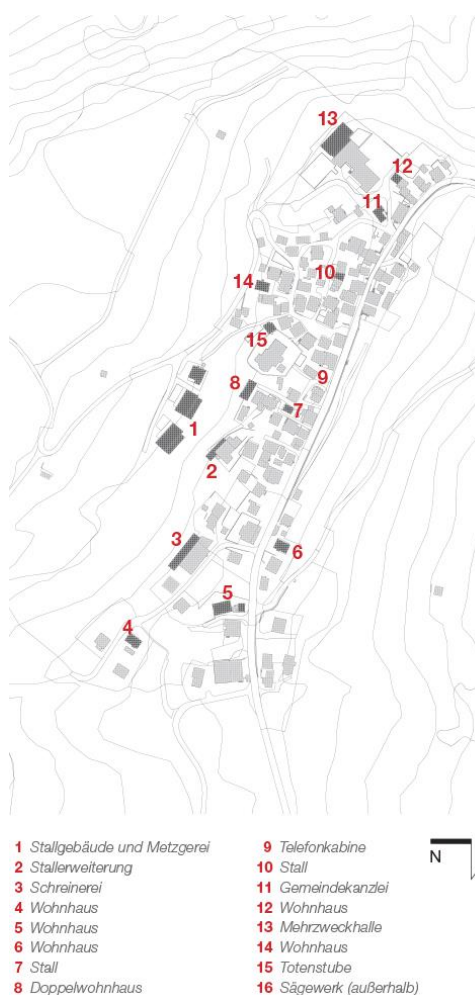 13
12
11
10
14
15
9
8
7
1
2
3
6
5
4
1 Stallgebäude und Metzgerei
2 Stallerweiterung
3 Schreinerei
4 Wohnhaus
5 Wohnhaus
6 Wohnhaus
7 Stall
8 Doppelwohnhaus
9 Telefonkabine
10 Stall
11 Gemeindekanzlei
12 Wohnhaus
13 Mehrzweckhalle
14 Wohnhaus
15 Totenstube
16 Sägewerk (außerhalb)
N